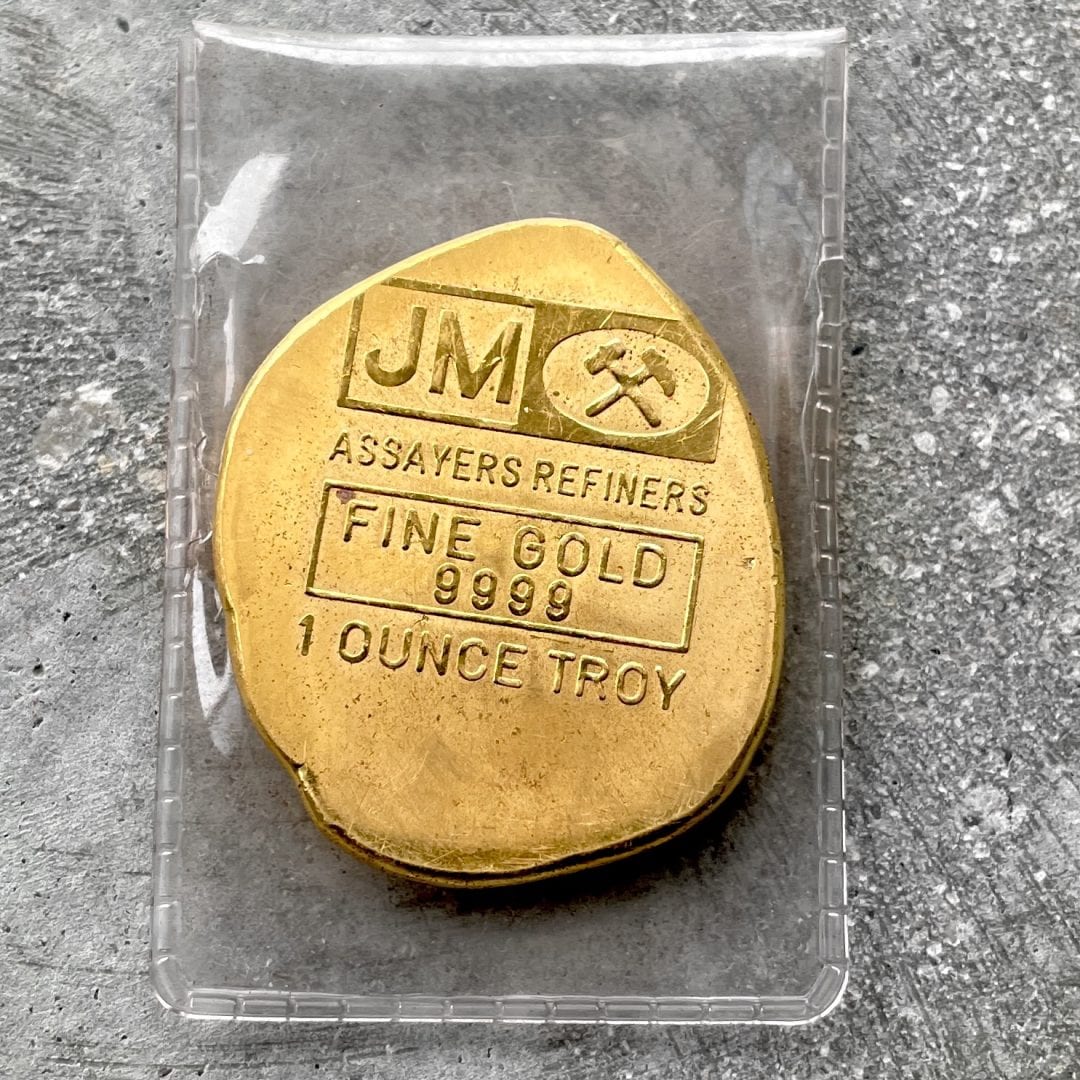 JM
ASSAYERS REFINERS
FINE GOLD
9999
1 OUNCE TROY